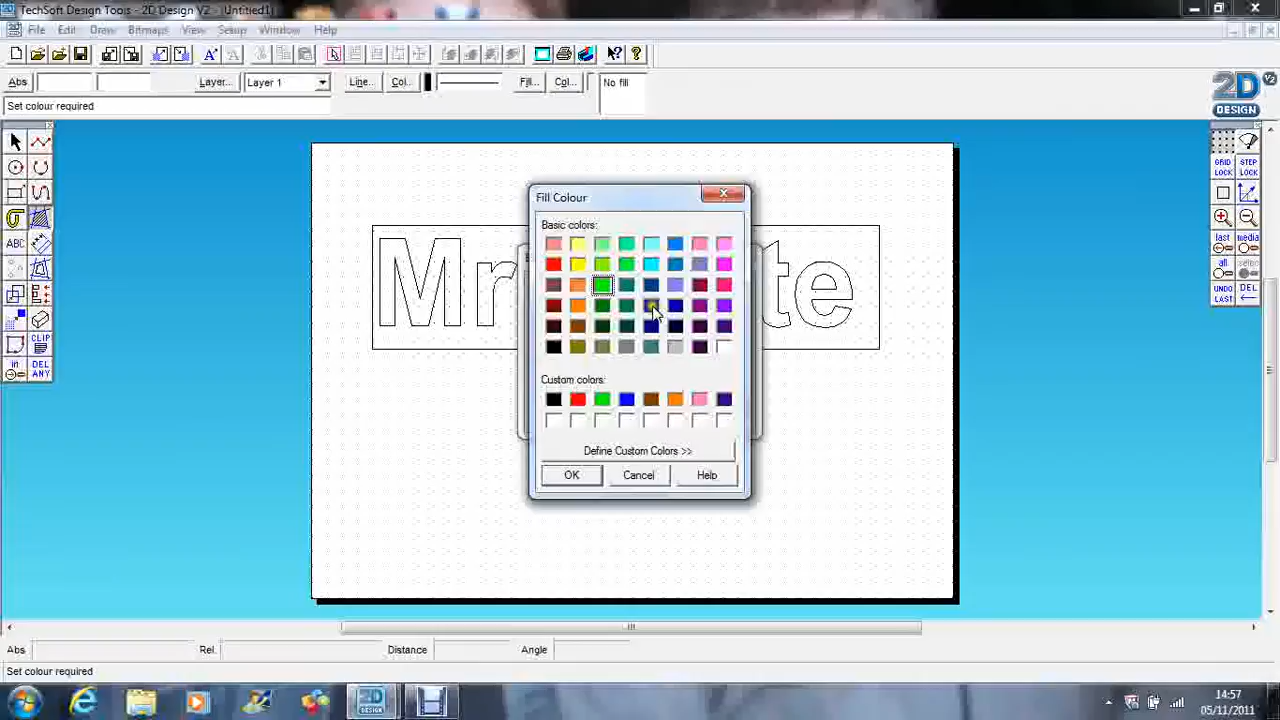 TechSoft Design Tools - 2D Design V2 - [Untitled1]
File Edit Draw Bitmaps View Setup Window Help
Abs Layer... Layer 1 Line... Col... Fill... Col... No fill
2D DESIGN V2
Set colour required
Fill Colour
Basic colors:
Custom colors:
Define Custom Colors >>
OK Cancel Help
Mr te
ABC
CLIP
DEL ANY
in
GRID LOCK STEP LOCK
last media
all
UNDO LAST DEL
Abs Rel. Distance Angle
Set colour required
2D DESIGN
14:57
05/11/2011